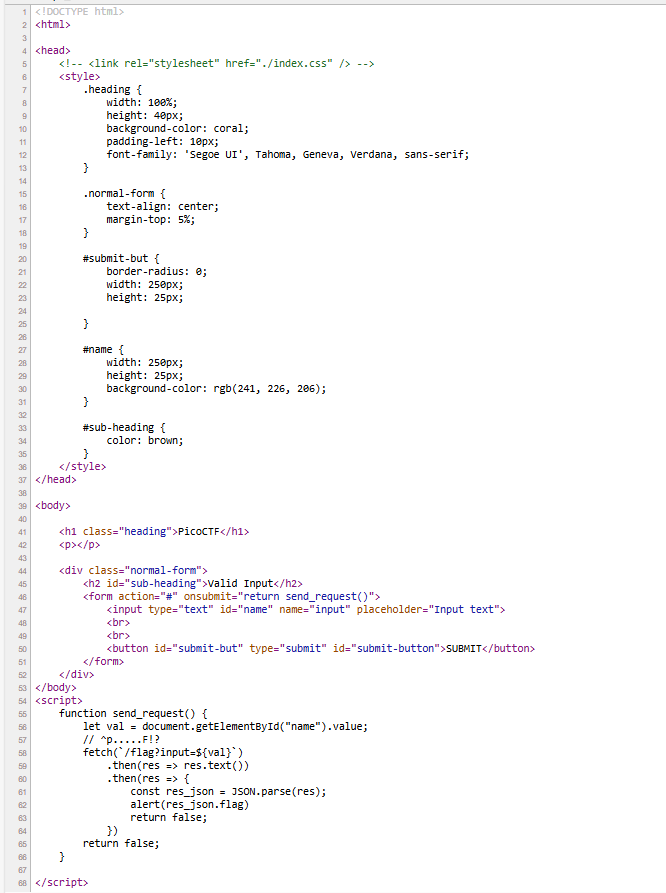 1 <!DOCTYPE html>
2 <html>
3
4 <head>
5     <!-- <link rel="stylesheet" href="./index.css" /> -->
6     <style>
7         .heading {
8             width: 100%;
9             height: 40px;
10             background-color: coral;
11             padding-left: 10px;
12             font-family: 'Segoe UI', Tahoma, Geneva, Verdana, sans-serif;
13         }
14
15         .normal-form {
16             text-align: center;
17             margin-top: 5%;
18         }
19
20         #submit-but {
21             border-radius: 0;
22             width: 250px;
23             height: 25px;
24
25         }
26
27         #name {
28             width: 250px;
29             height: 25px;
30             background-color: rgb(241, 226, 206);
31         }
32
33         #sub-heading {
34             color: brown;
35         }
36     </style>
37 </head>
38
39 <body>
40
41     <h1 class="heading">PicoCTF</h1>
42     <p></p>
43
44     <div class="normal-form">
45         <h2 id="sub-heading">Valid Input</h2>
46         <form action="#" onsubmit="return send_request()">
47             <input type="text" id="name" name="input" placeholder="Input text">
48             <br>
49             <br>
50             <button id="submit-but" type="submit" id="submit-button">SUBMIT</button>
51         </form>
52     </div>
53 </body>
54 <script>
55     function send_request() {
56         let val = document.getElementById("name").value;
57         // ^p.....F!?
58         fetch(`/flag?input=${val}`)
59             .then(res => res.text())
60             .then(res => {
61                 const res_json = JSON.parse(res);
62                 alert(res_json.flag)
63                 return false;
64             })
65         return false;
66     }
67
68 </script>